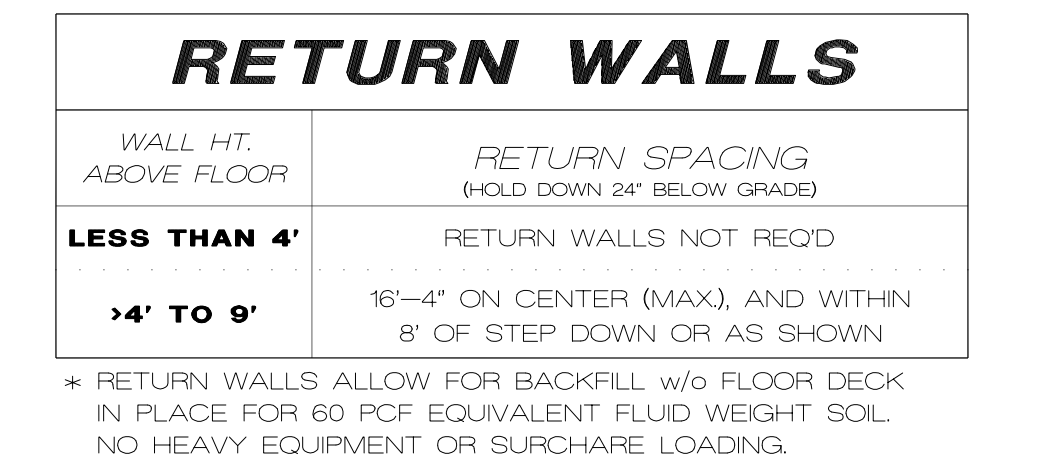 RETURN WALLS
WALL HT.
ABOVE FLOOR
RETURN SPACING
(HOLD DOWN 24" BELOW GRADE)
LESS THAN 4'
RETURN WALLS NOT REQ'D
>4' TO 9'
16'-4" ON CENTER (MAX.), AND WITHIN
8' OF STEP DOWN OR AS SHOWN
* RETURN WALLS ALLOW FOR BACKFILL w/o FLOOR DECK
IN PLACE FOR 60 PCF EQUIVALENT FLUID WEIGHT SOIL.
NO HEAVY EQUIPMENT OR SURCHARE LOADING.